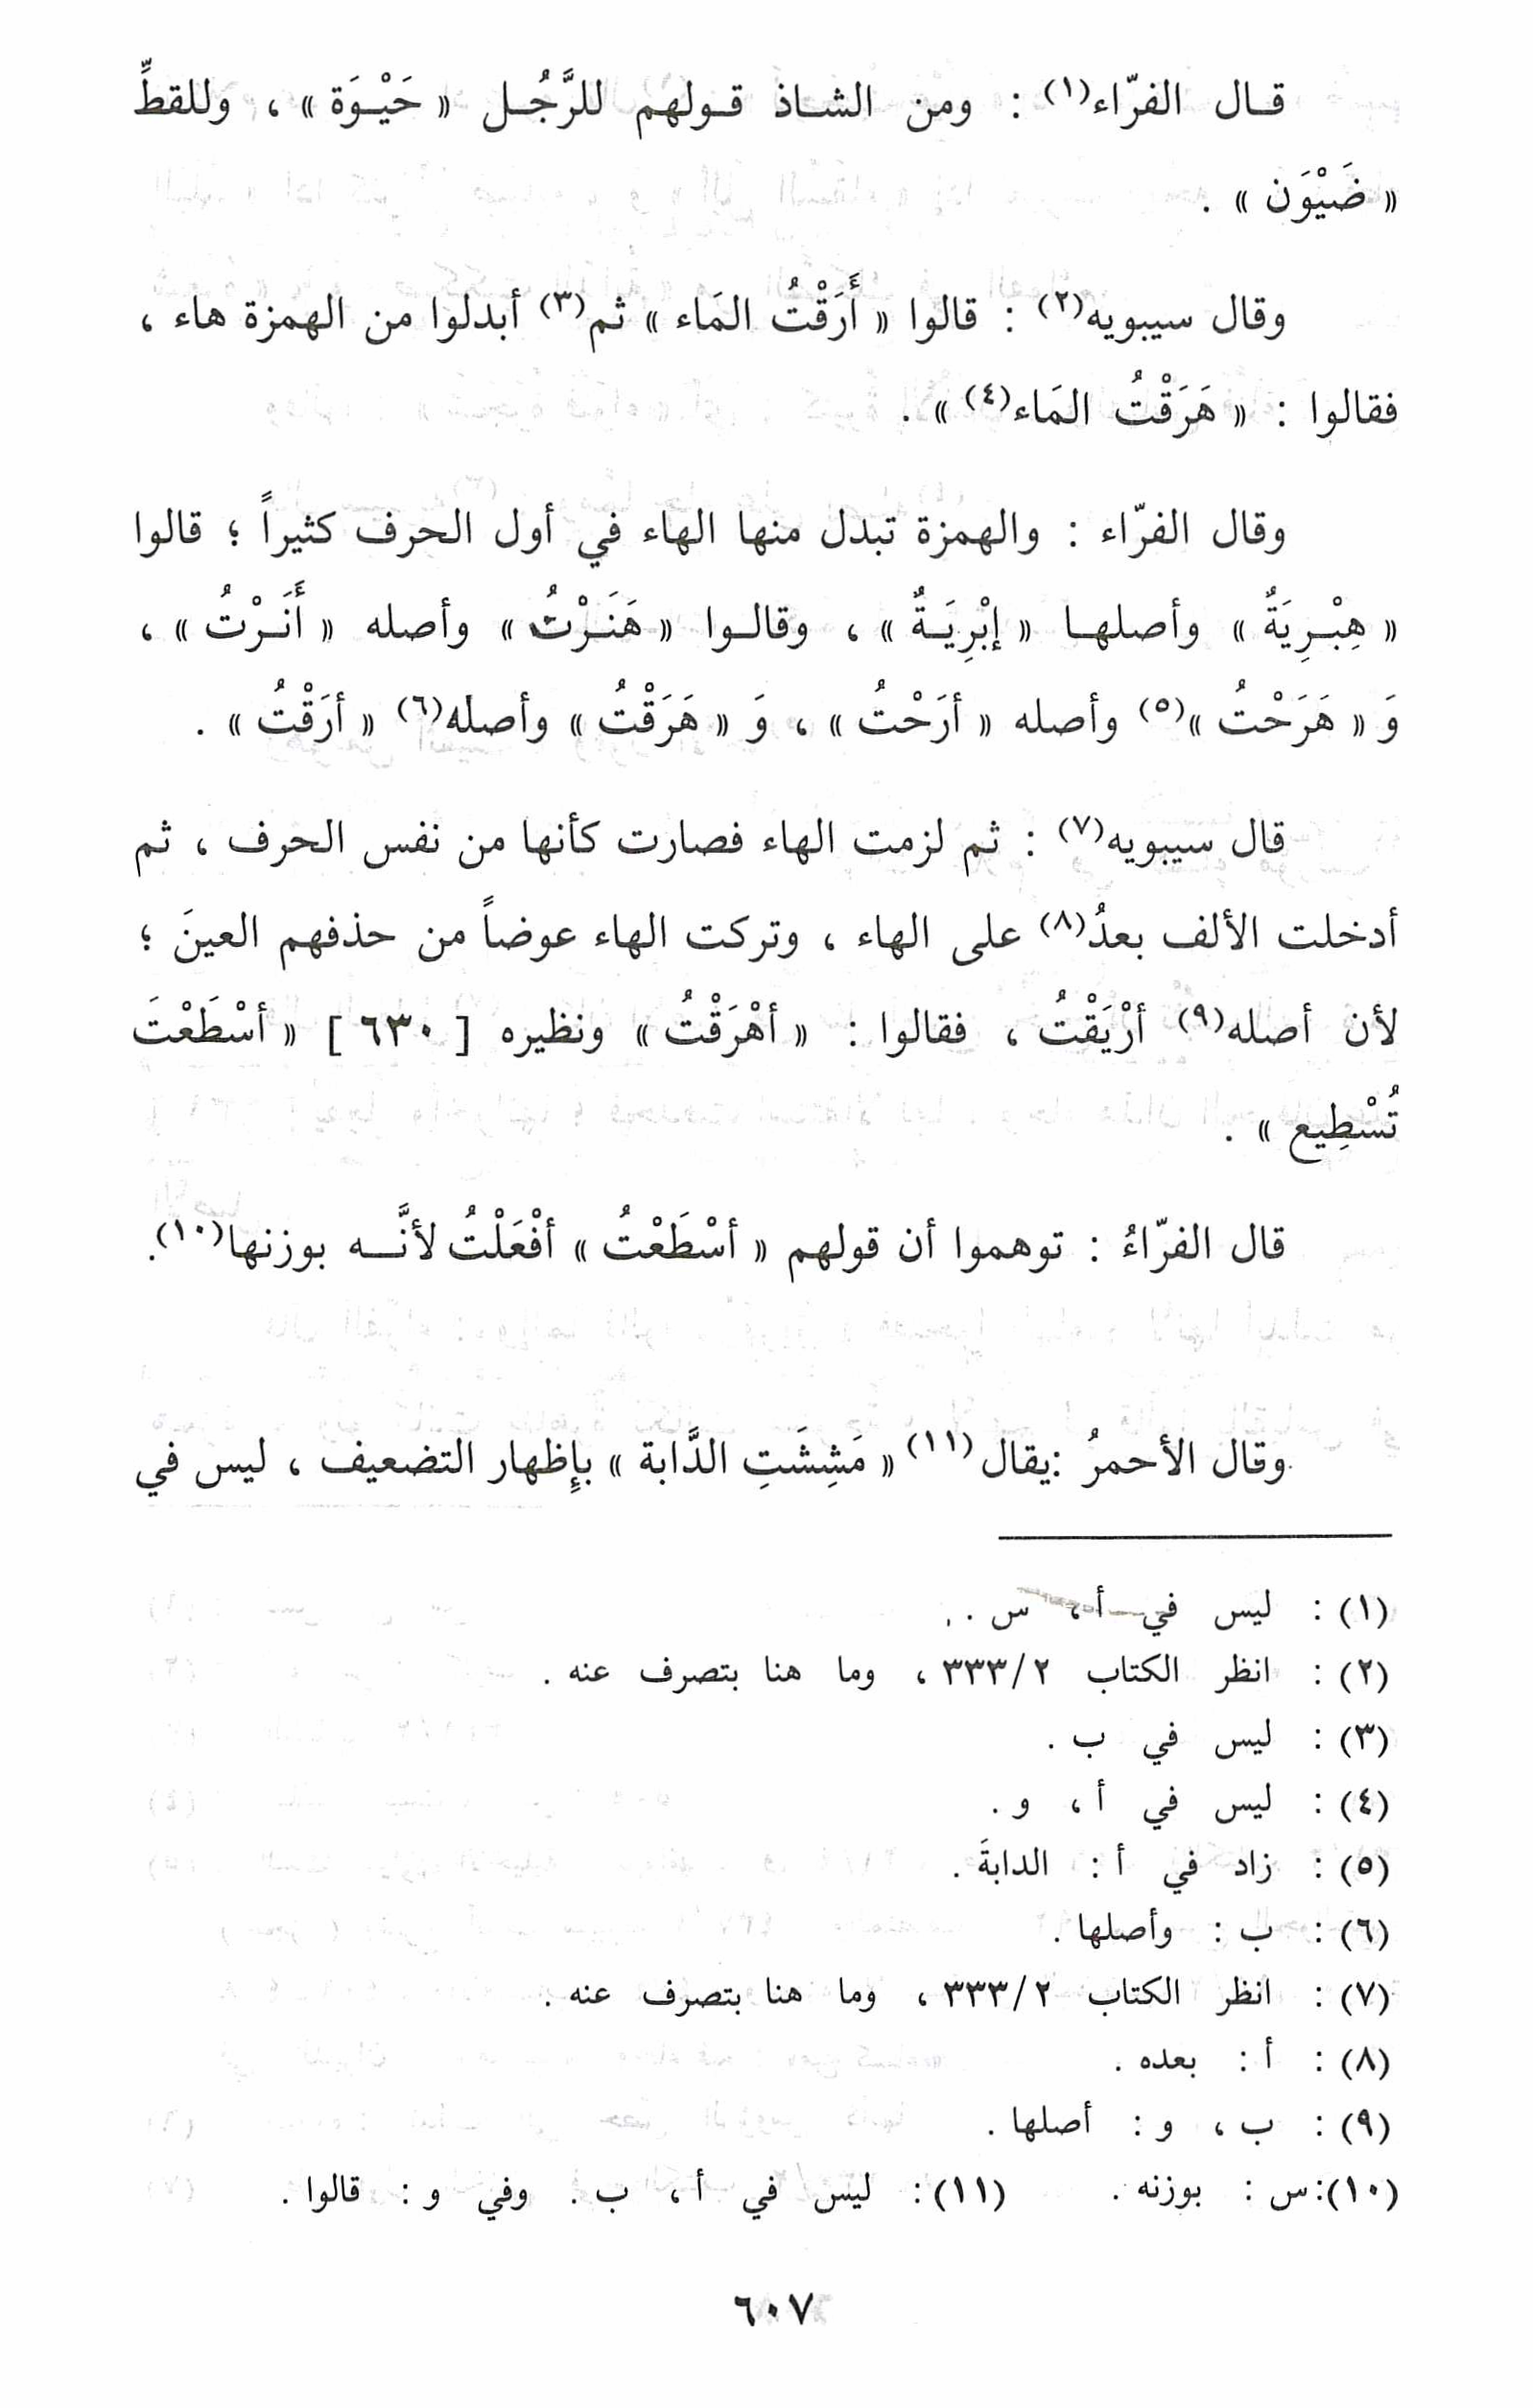 قال الفرّاء(١) : ومن الشاذ قولهم للرَّجُل « حَيْوَة » ، وللقطِّ
« ضَيْوَن » .
وقال سيبويه(٢) : قالوا « أَرَقْتُ المَاء » ثم(٣) أبدلوا من الهمزة هاء ،
فقالوا : « هَرَقْتُ المَاء(٤) » .
وقال الفرّاء : والهمزة تبدل منها الهاء في أول الحرف كثيراً ؛ قالوا
« هِبْرِيَةٌ » وأصلها « إبْرِيَةٌ » ، وقالوا « هَنَرْتُ » وأصله « أَنَرْتُ » ،
وَ « هَرَحْتُ »(٥) وأصله « أرَحْتُ » ، وَ « هَرَقْتُ » وأصله(٦) « أرَقْتُ » .
قال سيبويه(٧) : ثم لزمت الهاء فصارت كأنها من نفس الحرف ، ثم
أدخلت الألف بعدُ(٨) على الهاء ، وتركت الهاء عوضاً من حذفهم العينَ ؛
لأن أصله(٩) أرْيَقْتُ ، فقالوا : « أهْرَقْتُ » ونظيره [ ٦٣٠ ] « أسْطَعْتَ
تُسْطِيع » .
قال الفرّاءُ : توهموا أن قولهم « أسْطَعْتُ » أفْعَلْتُ لأنَّه بوزنها(١٠).
وقال الأحمرُ :يقال(١١) « مَشِشَتِ الدَّابة » بإِظهار التضعيف ، ليس في
(١) : ليس في أ ، س .
(٢) : انظر الكتاب ٢/٣٣٣ ، وما هنا بتصرف عنه .
(٣) : ليس في ب .
(٤) : ليس في أ ، و .
(٥) : زاد في أ : الدابةَ .
(٦) : ب : وأصلها .
(٧) : انظر الكتاب ٢/٣٣٣ ، وما هنا بتصرف عنه .
(٨) : أ : بعده .
(٩) : ب ، و : أصلها .
(١٠):س : بوزنه . (١١): ليس في أ ، ب . وفي و : قالوا .
٦٠٧